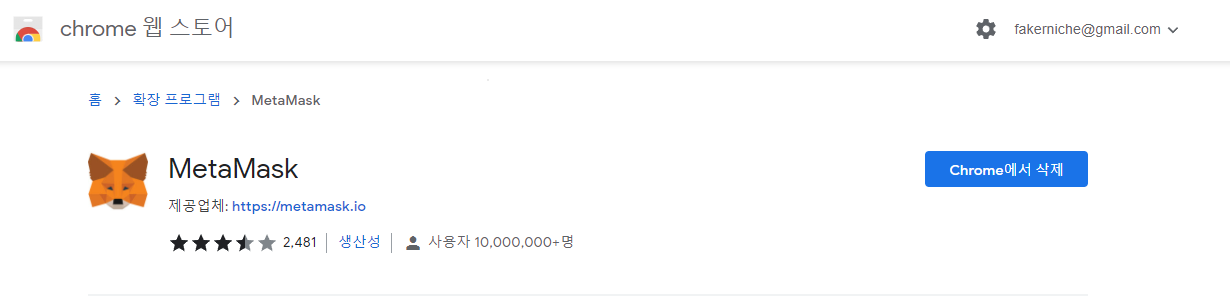 chrome 웹 스토어 fakerniche@gmail.com
홈 확장 프로그램 MetaMask
MetaMask
Chrome에서 삭제
제공업체: https://metamask.io
2,481 생산성 사용자 10,000,000+명